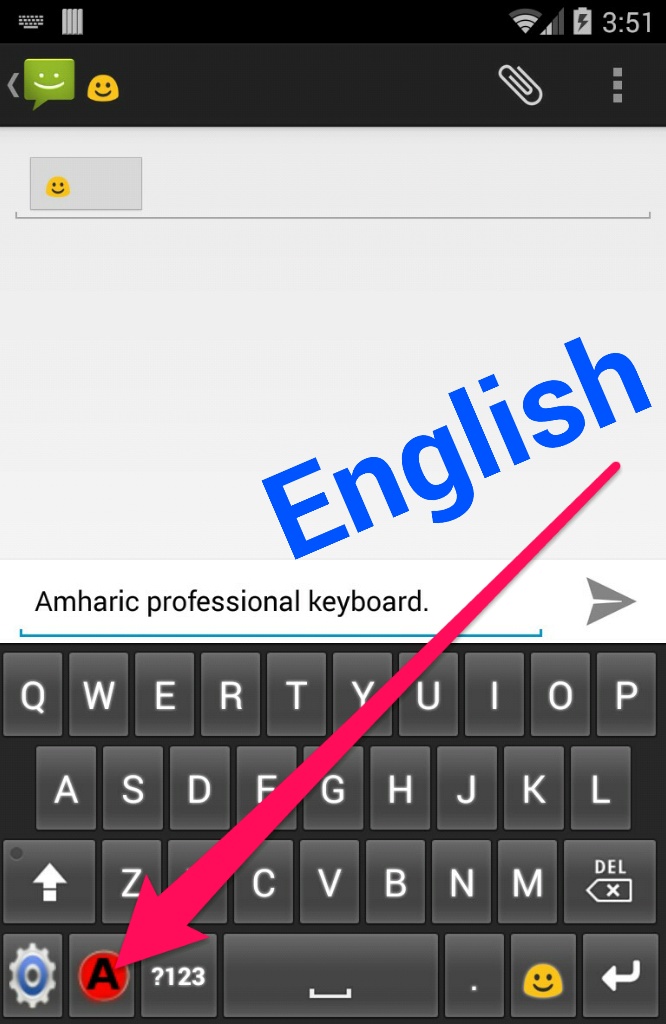 3:51
English
Amharic professional keyboard.
Q W E R T Y U I O P
A S D F G H J K L
Z C V B N M DEL
A ?123 .